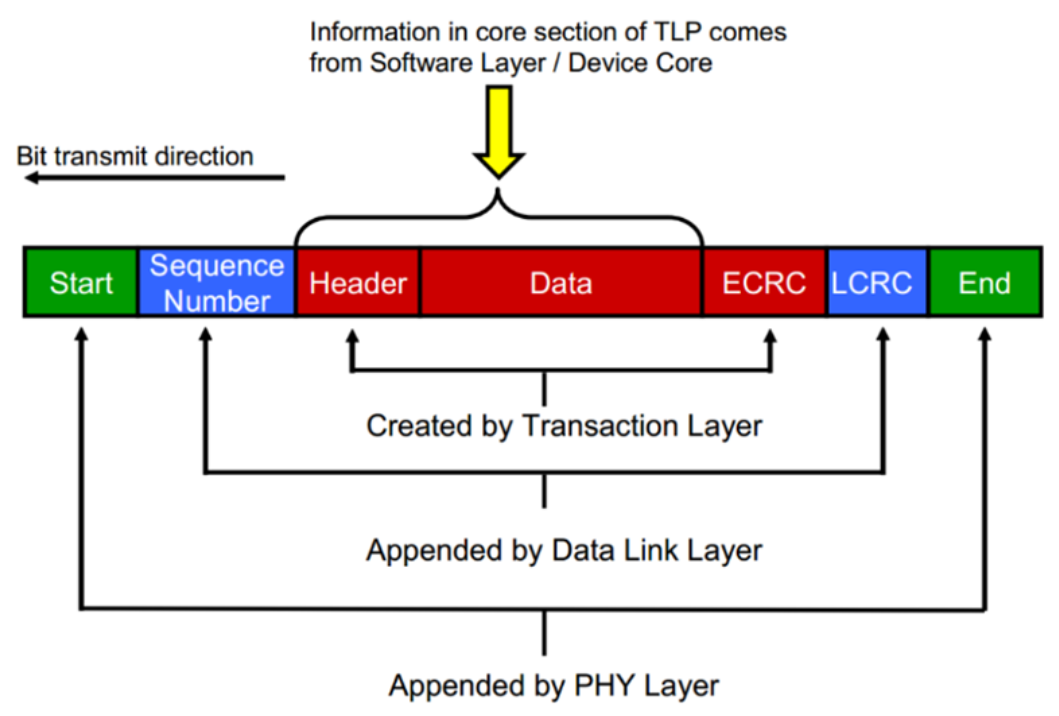 Information in core section of TLP comes
from Software Layer / Device Core
Bit transmit direction
Start
Sequence
Number
Header
Data
ECRC
LCRC
End
Created by Transaction Layer
Appended by Data Link Layer
Appended by PHY Layer